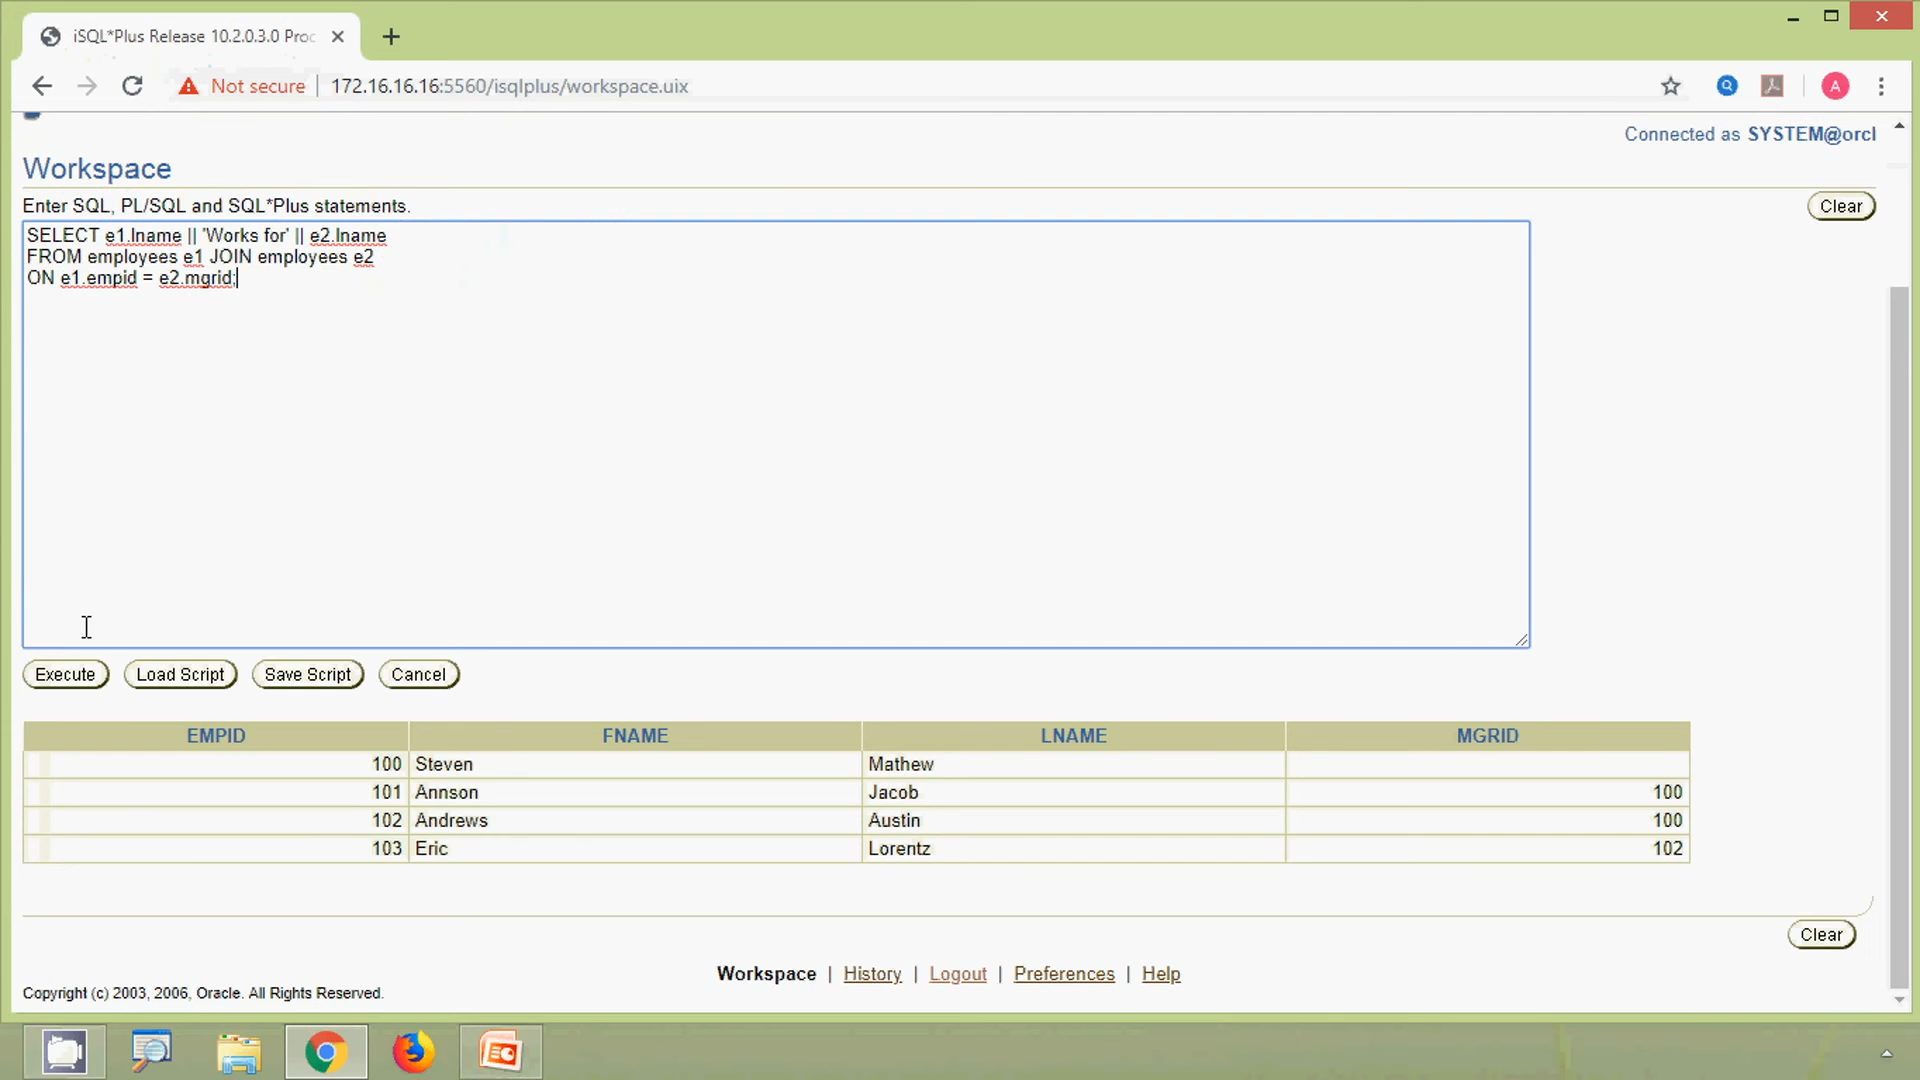 iSQL*Plus Release 10.2.0.3.0 Proc
Not secure | 172.16.16.16:5560/isqlplus/workspace.uix
A
Connected as SYSTEM@orcl
Workspace
Enter SQL, PL/SQL and SQL*Plus statements.
Clear
SELECT e1.lname || 'Works for' || e2.lname
FROM employees e1 JOIN employees e2
ON e1.empid = e2.mgrid;
Execute Load Script Save Script Cancel
EMPID FNAME LNAME MGRID
100 Steven Mathew
101 Annson Jacob 100
102 Andrews Austin 100
103 Eric Lorentz 102
Clear
Workspace | History | Logout | Preferences | Help
Copyright (c) 2003, 2006, Oracle. All Rights Reserved.